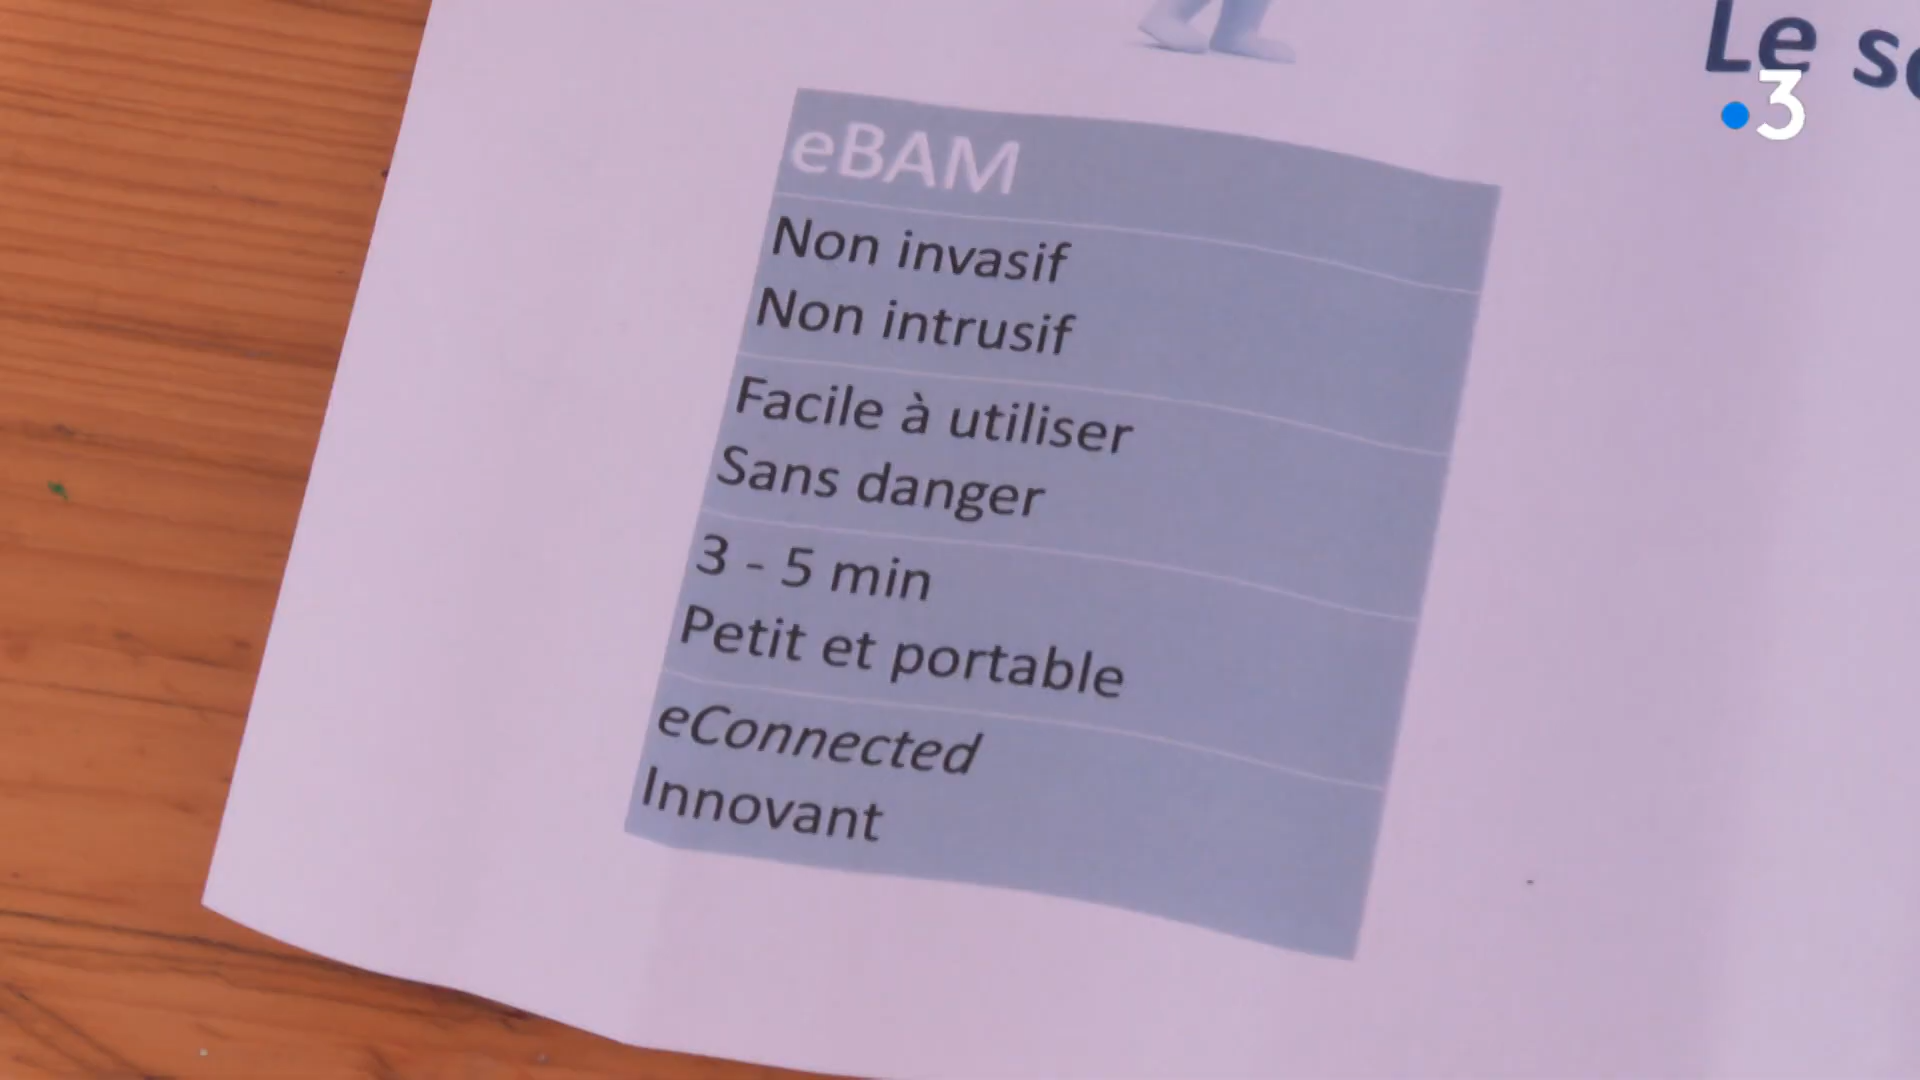 Le
3
eBAM
Non invasif
Non intrusif
Facile à utiliser
Sans danger
3 - 5 min
Petit et portable
eConnected
Innovant